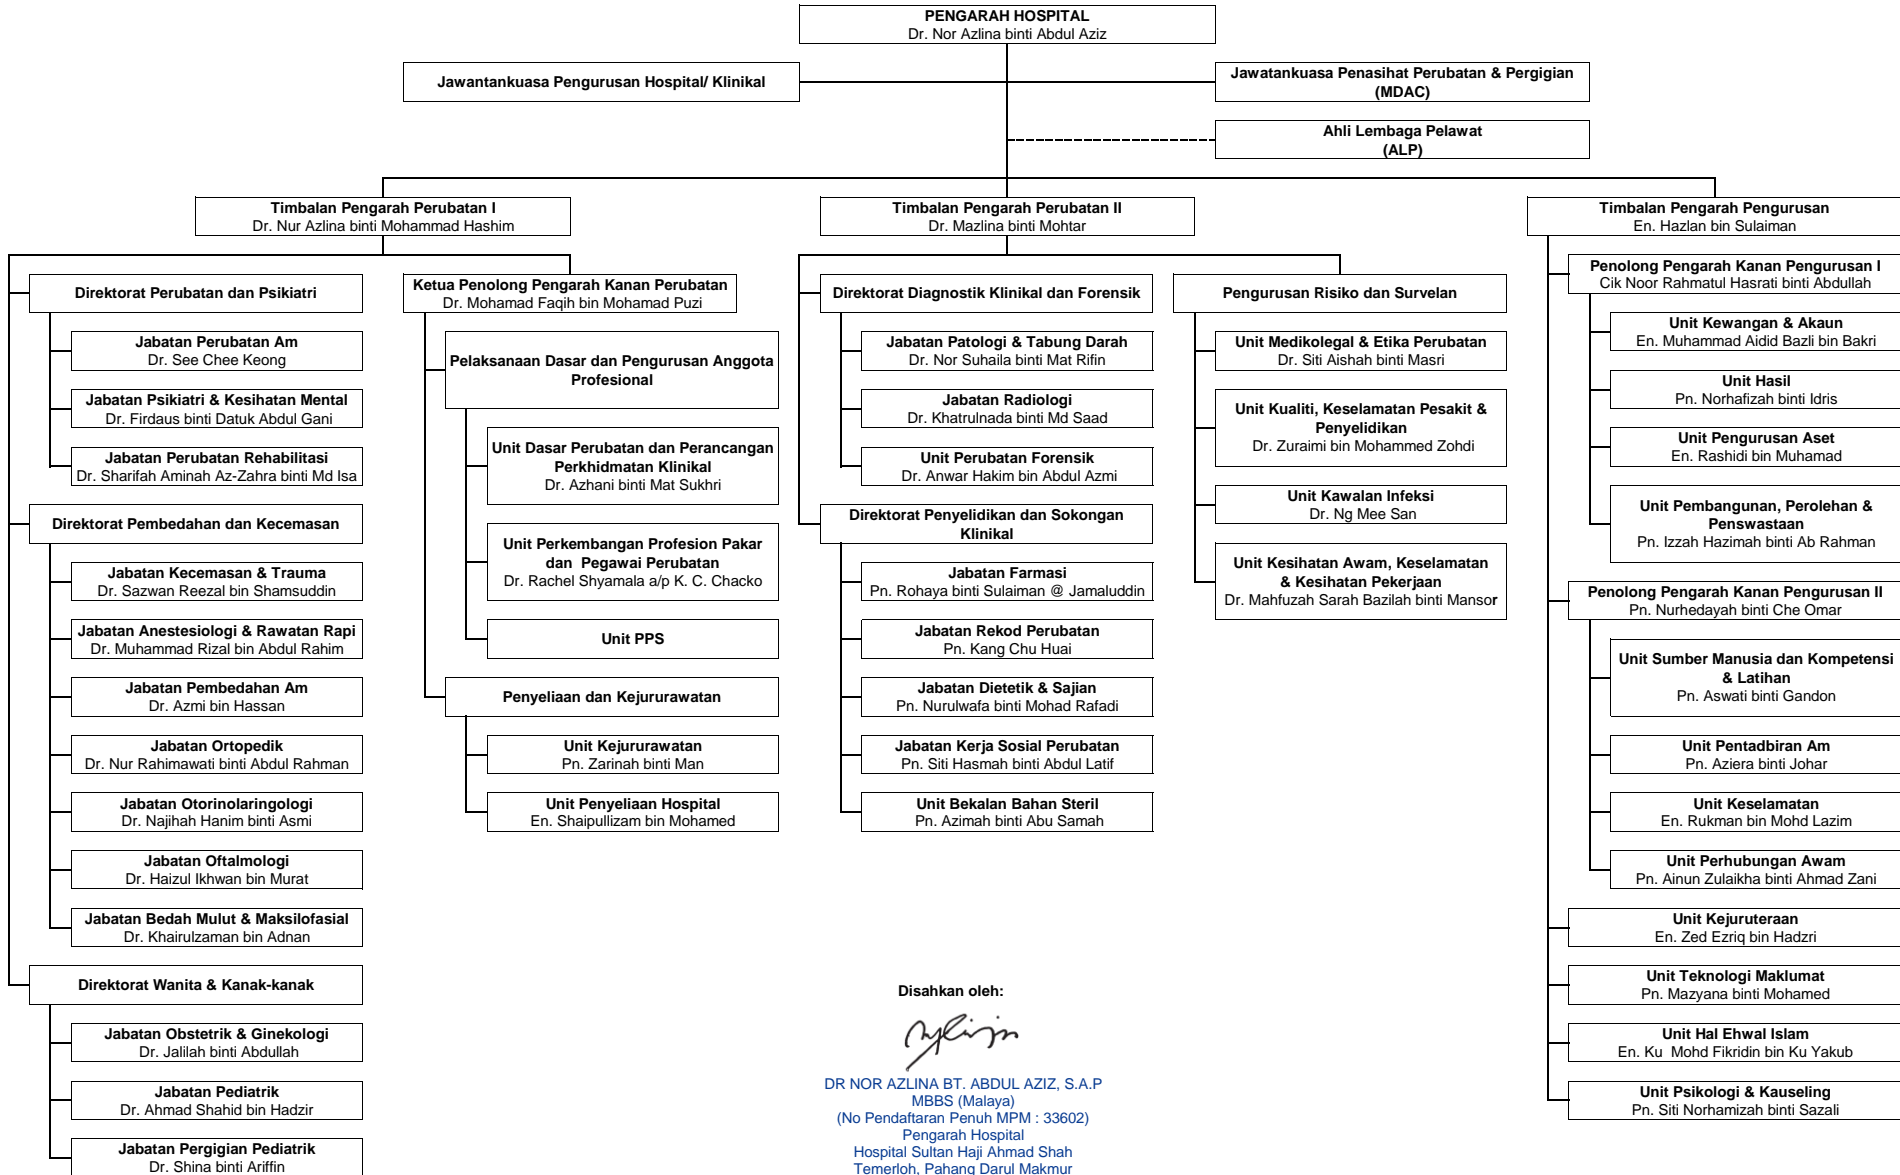 PENGARAH HOSPITAL
Dr. Nor Azlina binti Abdul Aziz
Jawantankuasa Pengurusan Hospital/ Klinikal
Jawatankuasa Penasihat Perubatan & Pergigian
(MDAC)
Ahli Lembaga Pelawat
(ALP)
Timbalan Pengarah Perubatan I
Dr. Nur Azlina binti Mohammad Hashim
Direktorat Perubatan dan Psikiatri
Jabatan Perubatan Am
Dr. See Chee Keong
Jabatan Psikiatri & Kesihatan Mental
Dr. Firdaus binti Datuk Abdul Gani
Jabatan Perubatan Rehabilitasi
Dr. Sharifah Aminah Az-Zahra binti Md Isa
Direktorat Pembedahan dan Kecemasan
Jabatan Kecemasan & Trauma
Dr. Sazwan Reezal bin Shamsuddin
Jabatan Anestesiologi & Rawatan Rapi
Dr. Muhammad Rizal bin Abdul Rahim
Jabatan Pembedahan Am
Dr. Azmi bin Hassan
Jabatan Ortopedik
Dr. Nur Rahimawati binti Abdul Rahman
Jabatan Otorinolaringologi
Dr. Najihah Hanim binti Asmi
Jabatan Oftalmologi
Dr. Haizul Ikhwan bin Murat
Jabatan Bedah Mulut & Maksilofasial
Dr. Khairulzaman bin Adnan
Direktorat Wanita & Kanak-kanak
Jabatan Obstetrik & Ginekologi
Dr. Jalilah binti Abdullah
Jabatan Pediatrik
Dr. Ahmad Shahid bin Hadzir
Jabatan Pergigian Pediatrik
Dr. Shina binti Ariffin
Ketua Penolong Pengarah Kanan Perubatan
Dr. Mohamad Faqih bin Mohamad Puzi
Pelaksanaan Dasar dan Pengurusan Anggota
Profesional
Unit Dasar Perubatan dan Perancangan
Perkhidmatan Klinikal
Dr. Azhani binti Mat Sukhri
Unit Perkembangan Profesion Pakar
dan Pegawai Perubatan
Dr. Rachel Shyamala a/p K. C. Chacko
Unit PPS
Penyeliaan dan Kejururawatan
Unit Kejururawatan
Pn. Zarinah binti Man
Unit Penyeliaan Hospital
En. Shaipullizam bin Mohamed
Timbalan Pengarah Perubatan II
Dr. Mazlina binti Mohtar
Direktorat Diagnostik Klinikal dan Forensik
Jabatan Patologi & Tabung Darah
Dr. Nor Suhaila binti Mat Rifin
Jabatan Radiologi
Dr. Khatrulnada binti Md Saad
Unit Perubatan Forensik
Dr. Anwar Hakim bin Abdul Azmi
Direktorat Penyelidikan dan Sokongan
Klinikal
Jabatan Farmasi
Pn. Rohaya binti Sulaiman @ Jamaluddin
Jabatan Rekod Perubatan
Pn. Kang Chu Huai
Jabatan Dietetik & Sajian
Pn. Nurulwafa binti Mohad Rafadi
Jabatan Kerja Sosial Perubatan
Pn. Siti Hasmah binti Abdul Latif
Unit Bekalan Bahan Steril
Pn. Azimah binti Abu Samah
Pengurusan Risiko dan Survelan
Unit Medikolegal & Etika Perubatan
Dr. Siti Aishah binti Masri
Unit Kualiti, Keselamatan Pesakit &
Penyelidikan
Dr. Zuraimi bin Mohammed Zohdi
Unit Kawalan Infeksi
Dr. Ng Mee San
Unit Kesihatan Awam, Keselamatan
& Kesihatan Pekerjaan
Dr. Mahfuzah Sarah Bazilah binti Mansor
Timbalan Pengarah Pengurusan
En. Hazlan bin Sulaiman
Penolong Pengarah Kanan Pengurusan I
Cik Noor Rahmatul Hasrati binti Abdullah
Unit Kewangan & Akaun
En. Muhammad Aidid Bazli bin Bakri
Unit Hasil
Pn. Norhafizah binti Idris
Unit Pengurusan Aset
En. Rashidi bin Muhamad
Unit Pembangunan, Perolehan &
Penswastaan
Pn. Izzah Hazimah binti Ab Rahman
Penolong Pengarah Kanan Pengurusan II
Pn. Nurhedayah binti Che Omar
Unit Sumber Manusia dan Kompetensi
& Latihan
Pn. Aswati binti Gandon
Unit Pentadbiran Am
Pn. Aziera binti Johar
Unit Keselamatan
En. Rukman bin Mohd Lazim
Unit Perhubungan Awam
Pn. Ainun Zulaikha binti Ahmad Zani
Unit Kejuruteraan
En. Zed Ezriq bin Hadzri
Unit Teknologi Maklumat
Pn. Mazyana binti Mohamed
Unit Hal Ehwal Islam
En. Ku Mohd Fikridin bin Ku Yakub
Unit Psikologi & Kauseling
Pn. Siti Norhamizah binti Sazali
Disahkan oleh:
DR NOR AZLINA BT. ABDUL AZIZ, S.A.P
MBBS (Malaya)
(No Pendaftaran Penuh MPM : 33602)
Pengarah Hospital
Hospital Sultan Haji Ahmad Shah
Temerloh, Pahang Darul Makmur